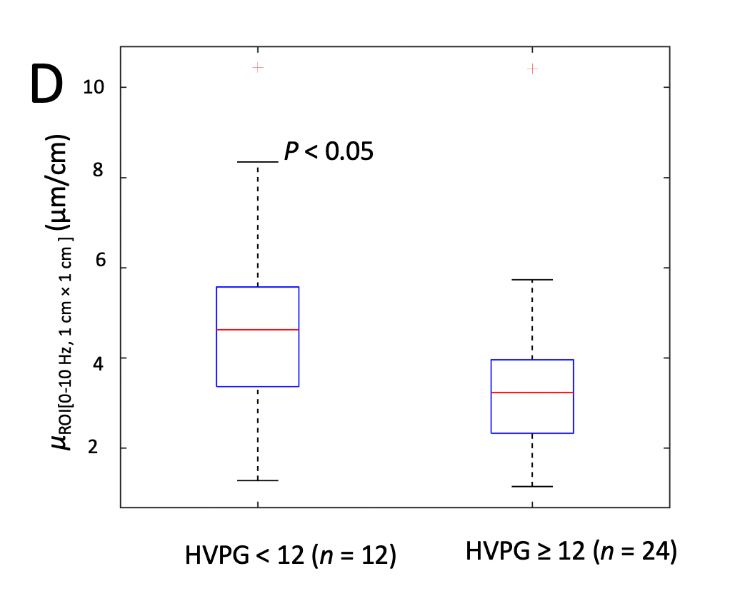 D
10
8
6
4
2
μROI[0-10 Hz, 1 cm × 1 cm ] (μm/cm)
P < 0.05
HVPG < 12 (n = 12)
HVPG ≥ 12 (n = 24)